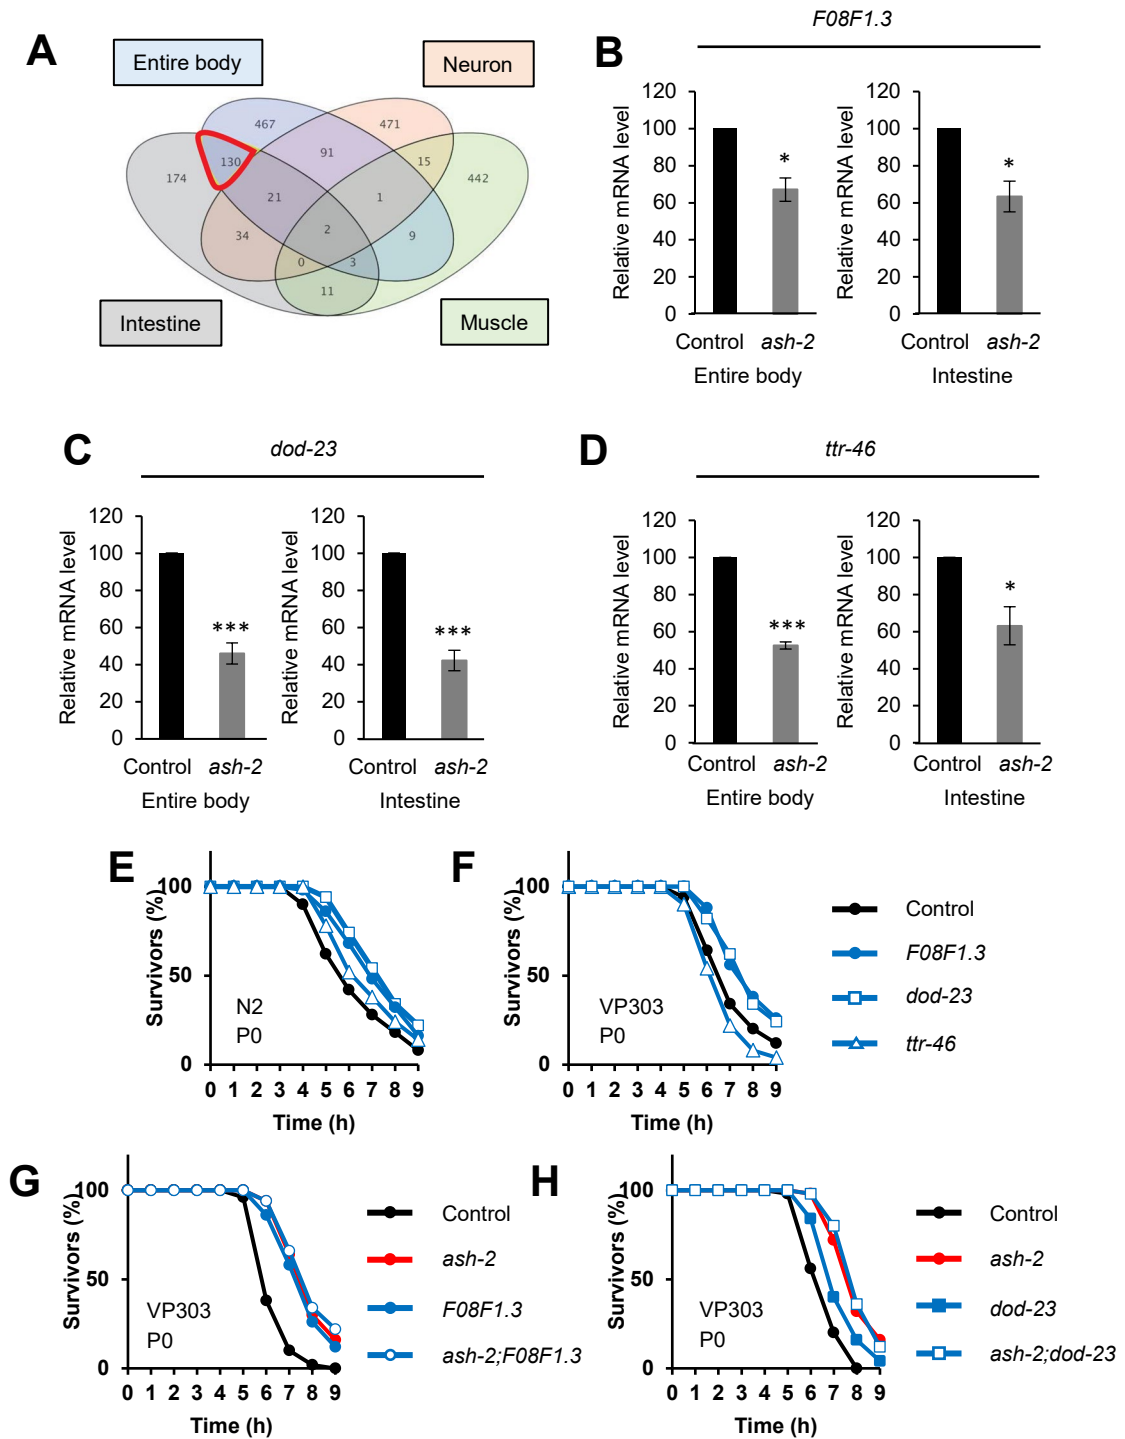 A
Entire body
Neuron
467
471
130
91
15
174
442
21
1
34
2
9
0
3
11
Intestine
Muscle
F08F1.3
B
Relative mRNA level
120
100
80
60
40
20
0
*
Control ash-2
Entire body
Relative mRNA level
120
100
80
60
40
20
0
*
Control ash-2
Intestine
C
dod-23
Relative mRNA level
120
100
80
60
40
20
0
***
Control ash-2
Entire body
Relative mRNA level
120
100
80
60
40
20
0
***
Control ash-2
Intestine
D
ttr-46
Relative mRNA level
120
100
80
60
40
20
0
***
Control ash-2
Entire body
Relative mRNA level
120
100
80
60
40
20
0
*
Control ash-2
Intestine
E
Survivors (%)
100
50
0
N2
P0
0 1 2 3 4 5 6 7 8 9
Time (h)
F
Survivors (%)
100
50
0
VP303
P0
0 1 2 3 4 5 6 7 8 9
Time (h)
Control
F08F1.3
dod-23
ttr-46
G
Survivors (%)
100
50
0
VP303
P0
0 1 2 3 4 5 6 7 8 9
Time (h)
Control
ash-2
F08F1.3
ash-2;F08F1.3
H
Survivors (%)
100
50
0
VP303
P0
0 1 2 3 4 5 6 7 8 9
Time (h)
Control
ash-2
dod-23
ash-2;dod-23